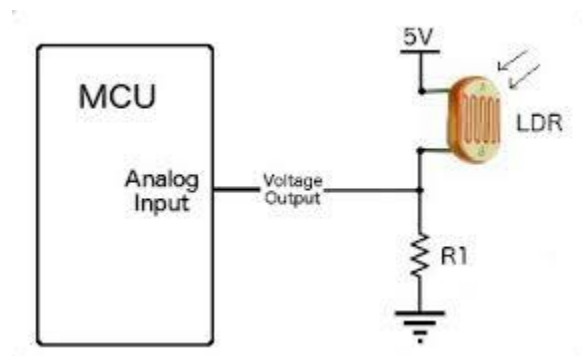 5V
MCU
LDR
Analog
Input
Voltage
Output
R1